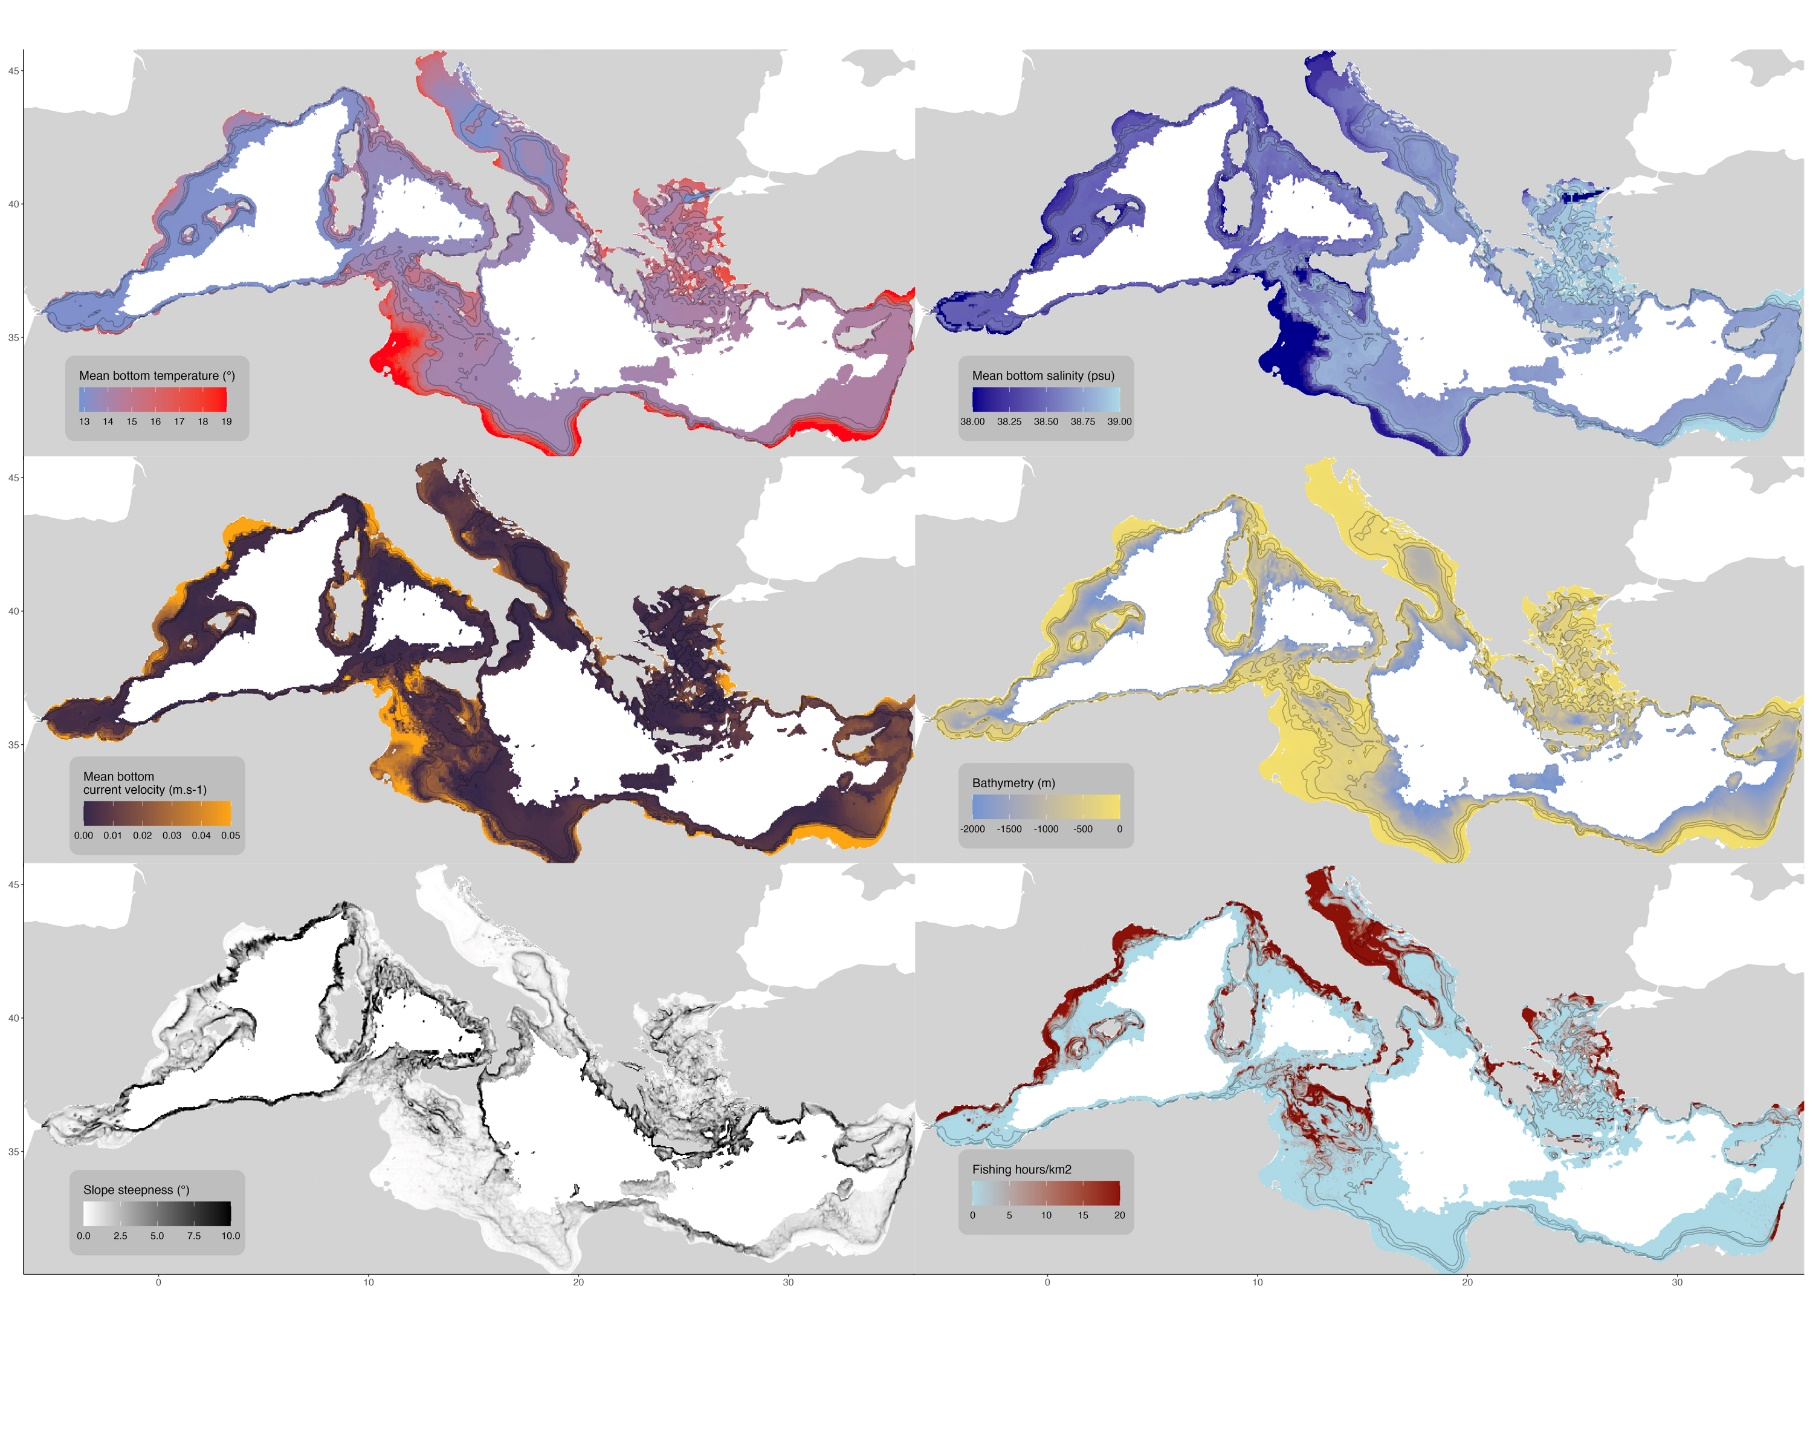 45
40
35
Mean bottom temperature (°)
13 14 15 16 17 18 19
Mean bottom salinity (psu)
38.00 38.25 38.50 38.75 39.00
45
40
35
Mean bottom
current velocity (m.s-1)
0.00 0.01 0.02 0.03 0.04 0.05
Bathymetry (m)
-2000 -1500 -1000 -500 0
45
40
35
Slope steepness (°)
0.0 2.5 5.0 7.5 10.0
Fishing hours/km2
0 5 10 15 20
0 10 20 30
0 10 20 30